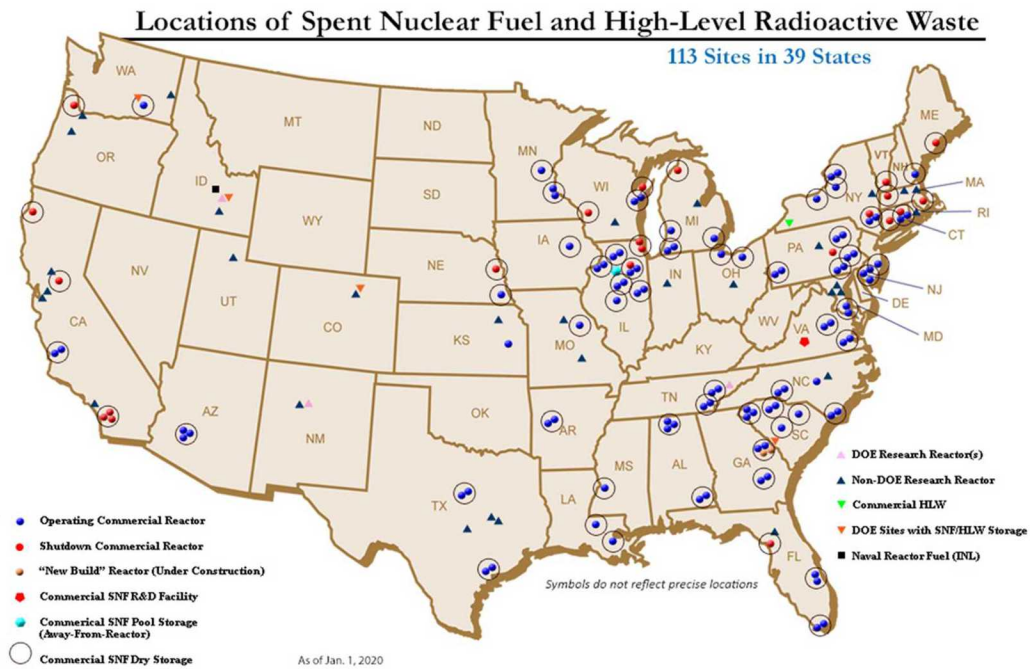 Locations of Spent Nuclear Fuel and High-Level Radioactive Waste
113 Sites in 39 States
WA
MT
ND
MN
ME
VT
NH
OR
ID
SD
WI
NY
MA
WY
MI
RI
CT
IA
PA
NE
NV
OH
IN
NJ
UT
DE
IL
WV
CA
CO
VA
MD
KS
MO
KY
NC
TN
AZ
OK
AR
SC
NM
GA
MS
AL
LA
TX
FL
DOE Research Reactor(s)
Non-DOE Research Reactor
Commercial HLW
DOE Sites with SNF/HLW Storage
Naval Reactor Fuel (INL)
Operating Commercial Reactor
Shutdown Commercial Reactor
“New Build” Reactor (Under Construction)
Commercial SNF R&D Facility
Commerical SNF Pool Storage
(Away-From-Reactor)
Commercial SNF Dry Storage
Symbols do not reflect precise locations
As of Jan. 1, 2020